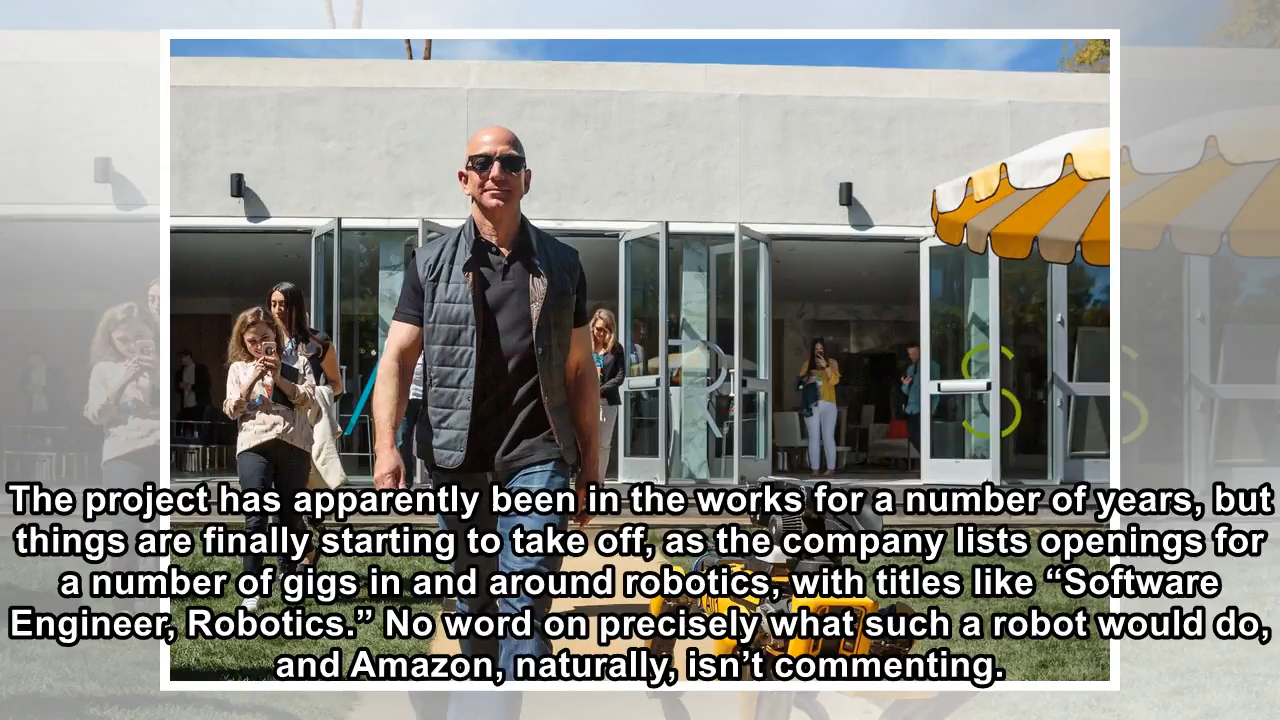 The project has apparently been in the works for a number of years, but
things are finally starting to take off, as the company lists openings for
a number of gigs in and around robotics, with titles like “Software
Engineer, Robotics.” No word on precisely what such a robot would do,
and Amazon, naturally, isn’t commenting.